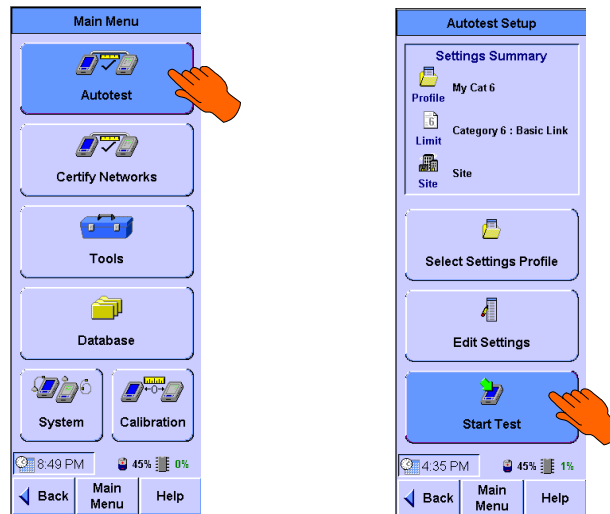 Main Menu
Autotest
Certify Networks
Tools
Database
System
Calibration
8:49 PM
45%
0%
Back
Main
Menu
Help
Autotest Setup
Settings Summary
Profile
My Cat 6
6
Limit
Category 6 : Basic Link
Site
Site
Select Settings Profile
Edit Settings
Start Test
4:35 PM
45%
1%
Back
Main
Menu
Help